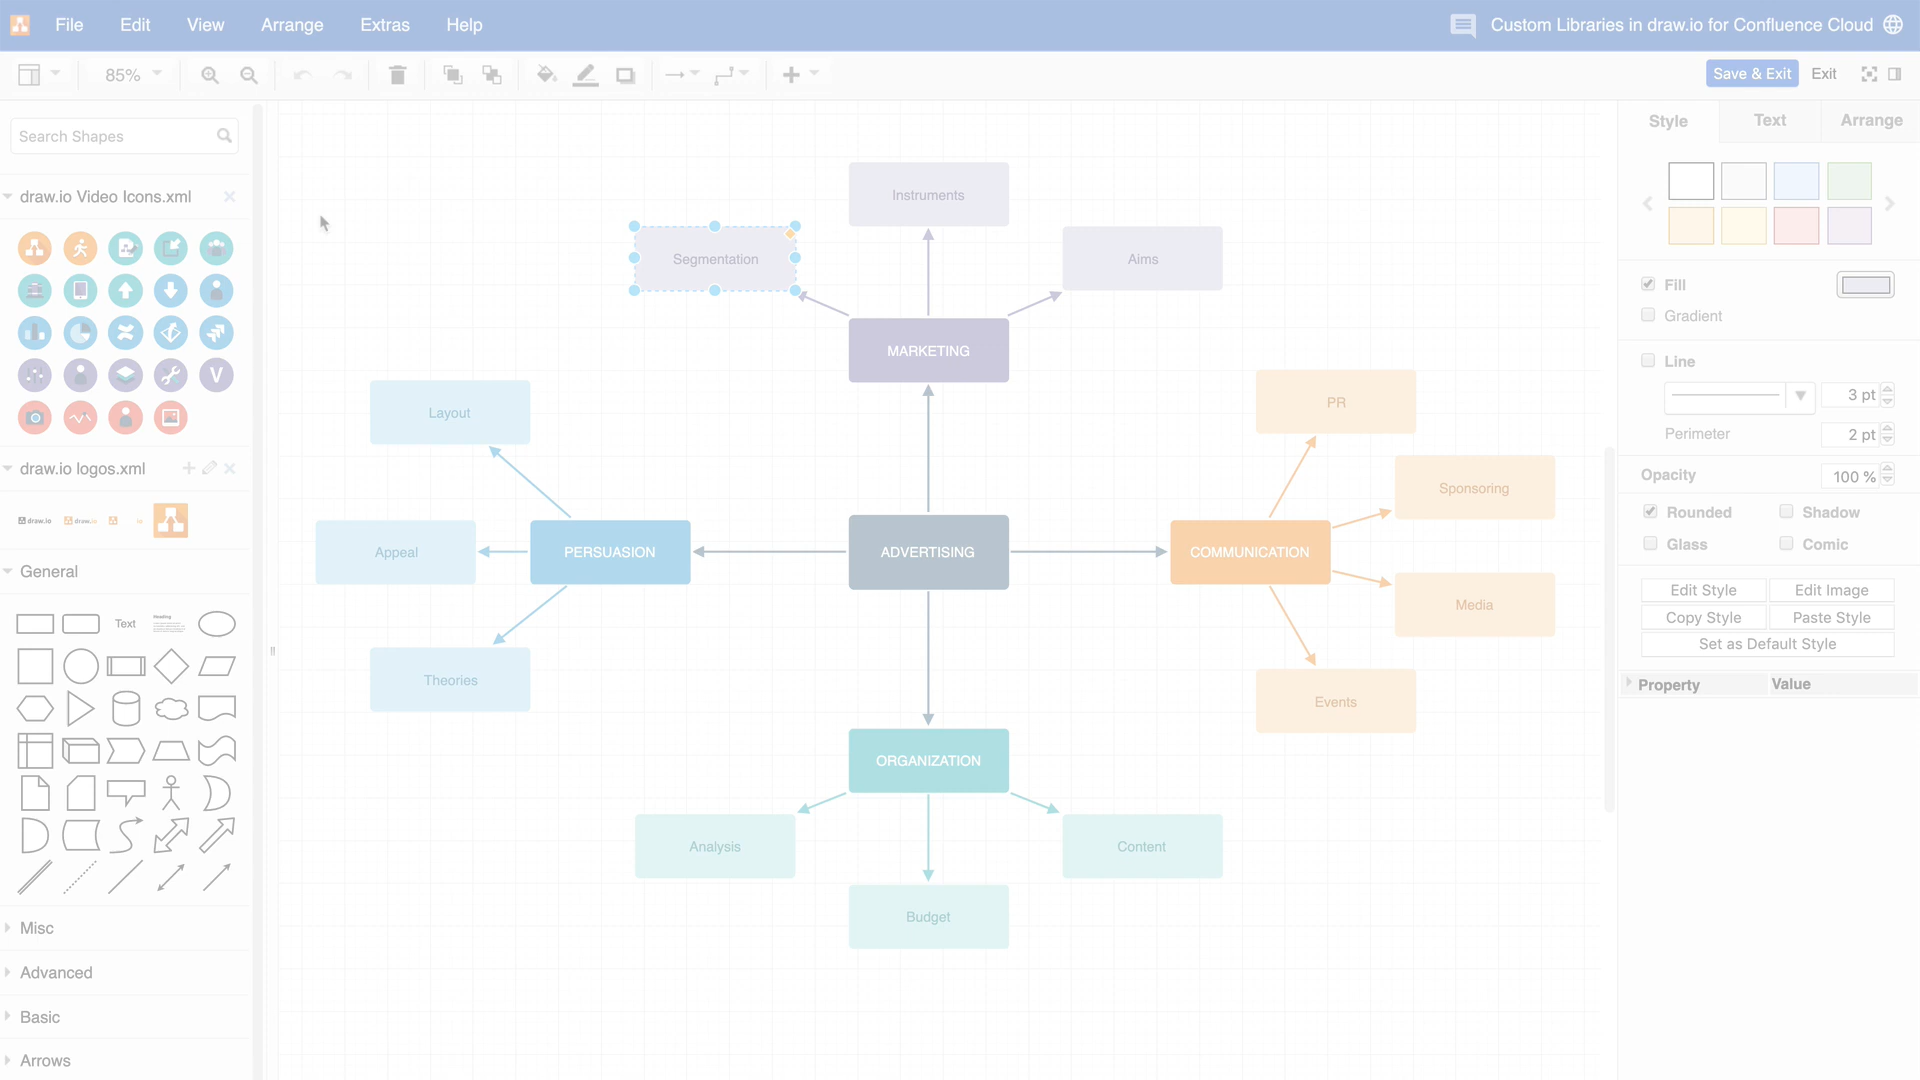 File Edit View Arrange Extras Help
Custom Libraries in draw.io for Confluence Cloud
85%
Save & Exit Exit
Search Shapes
draw.io Video Icons.xml
V
draw.io logos.xml
draw.io draw.io io
General
Text
Heading
Misc
Advanced
Basic
Arrows
Instruments
Segmentation
Aims
MARKETING
Layout
PR
Sponsoring
Appeal
PERSUASION
ADVERTISING
COMMUNICATION
Media
Theories
Events
ORGANIZATION
Analysis
Content
Budget
Style Text Arrange
Fill
Gradient
Line
3 pt
Perimeter 2 pt
Opacity 100 %
Rounded Shadow
Glass Comic
Edit Style Edit Image
Copy Style Paste Style
Set as Default Style
Property Value